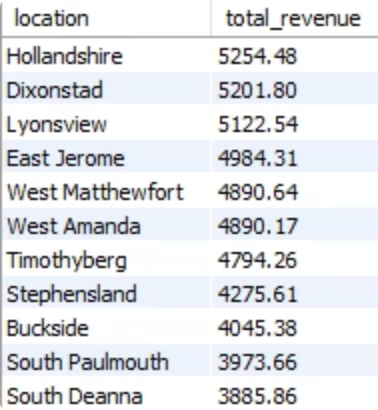 location total_revenue
Hollandshire 5254.48
Dixonstad 5201.80
Lyonsview 5122.54
East Jerome 4984.31
West Matthewfort 4890.64
West Amanda 4890.17
Timothyberg 4794.26
Stephensland 4275.61
Buckside 4045.38
South Paulmouth 3973.66
South Deanna 3885.86